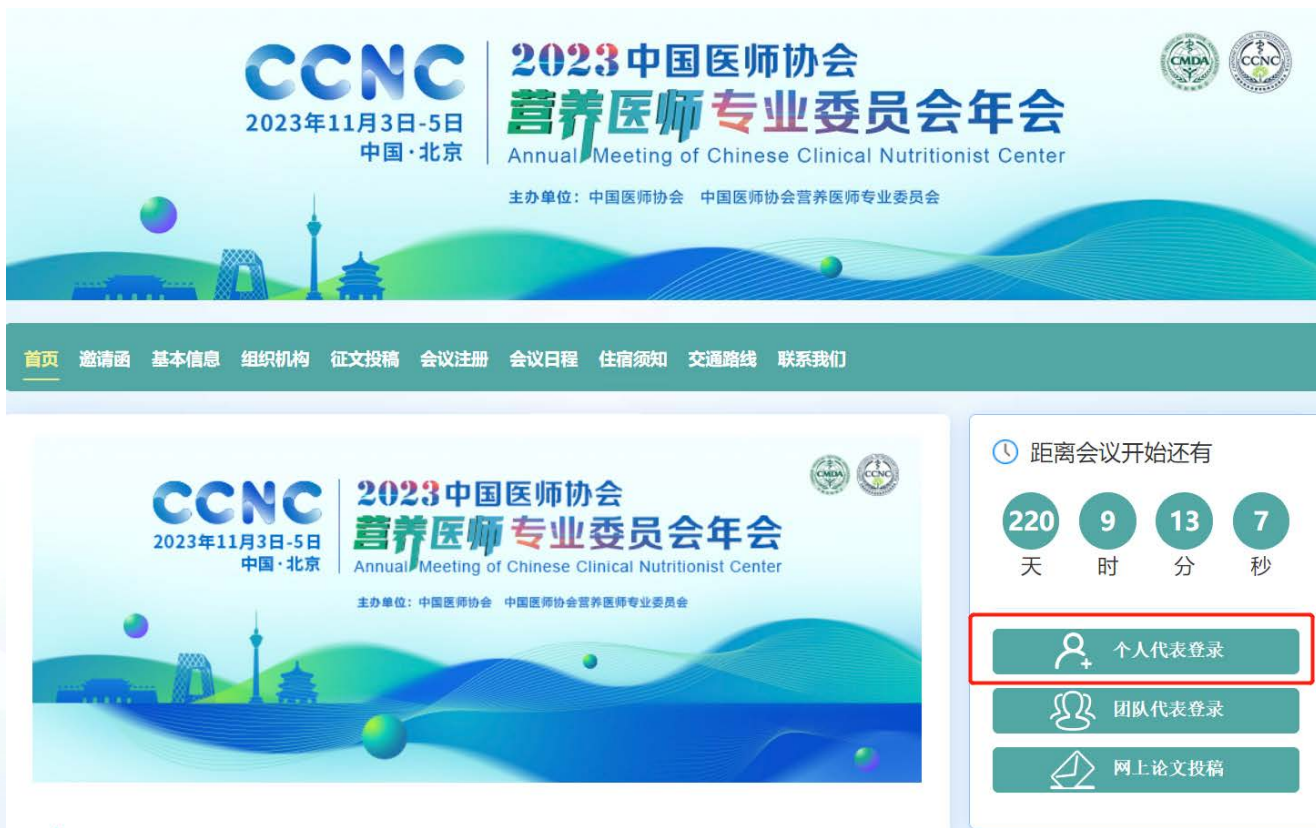 CCNC
2023年11月3日-5日
中国·北京
2023中国医师协会
营养医师专业委员会年会
Annual Meeting of Chinese Clinical Nutritionist Center
主办单位：中国医师协会 中国医师协会营养医师专业委员会
CMDA
CCNC
首页 邀请函 基本信息 组织机构 征文投稿 会议注册 会议日程 住宿须知 交通路线 联系我们
CCNC
2023年11月3日-5日
中国·北京
2023中国医师协会
营养医师专业委员会年会
Annual Meeting of Chinese Clinical Nutritionist Center
主办单位：中国医师协会 中国医师协会营养医师专业委员会
CMDA
CCNC
距离会议开始还有
220 9 13 7
天 时 分 秒
个人代表登录
团队代表登录
网上论文投稿